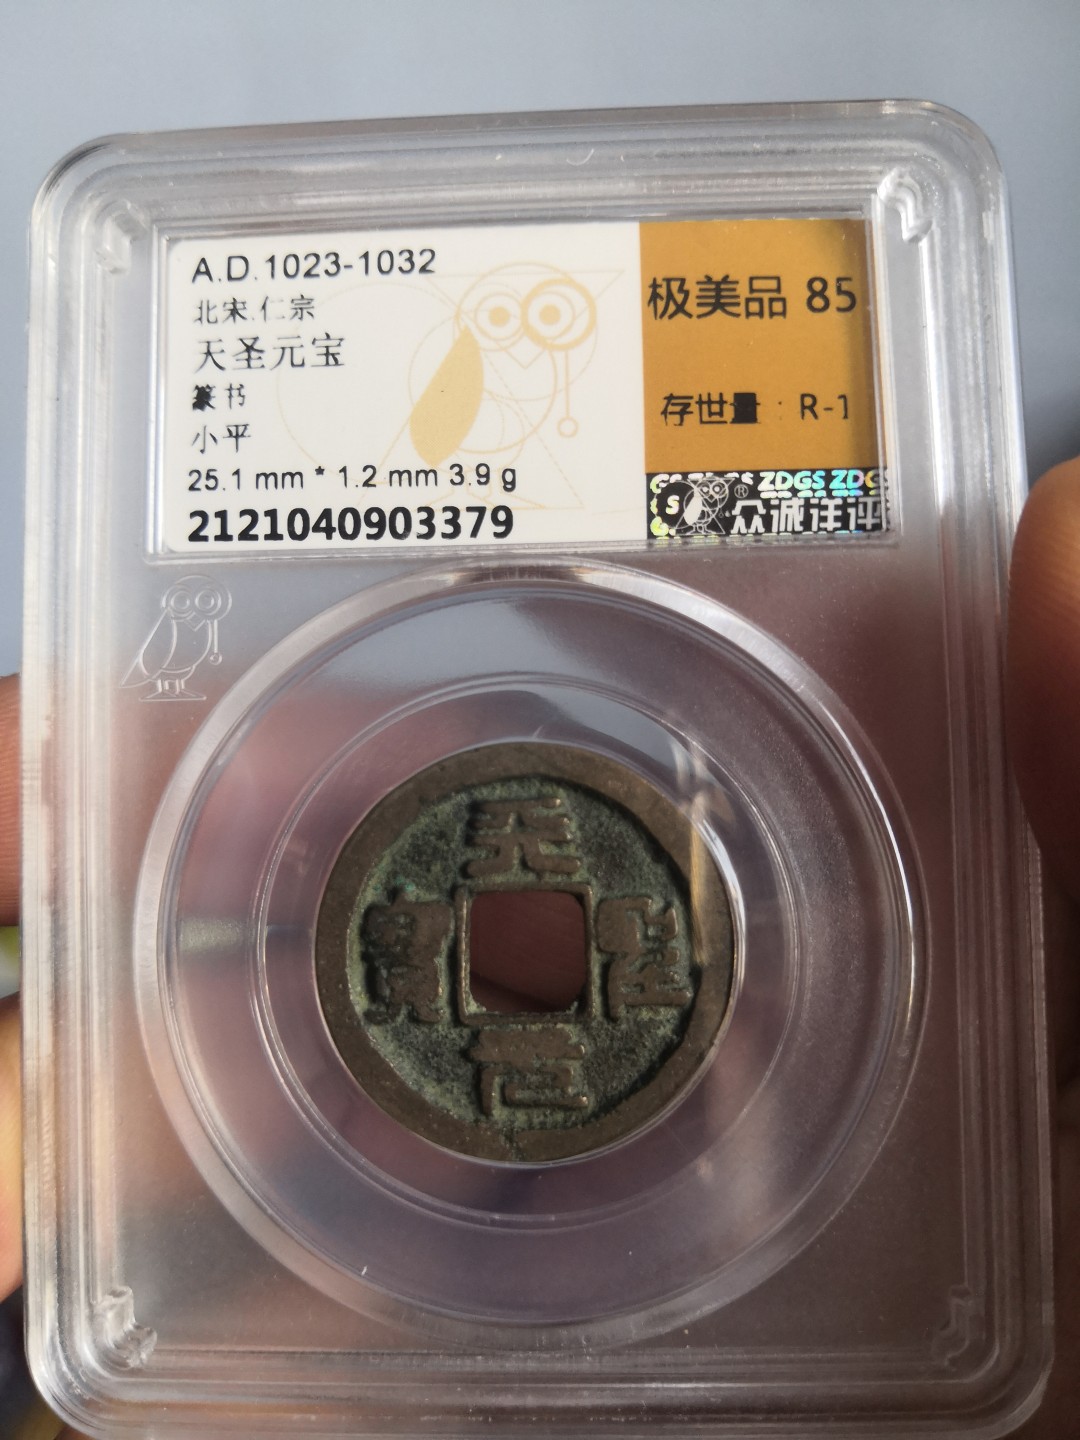 A.D.1023-1032
北宋.仁宗
天圣元宝
篆书
小平
25.1 mm * 1.2 mm 3.9 g
2121040903379
极美品 85
存世量：R-1
ZDGS ZDG
S ®
众诚洋评
天
聖
元
寶